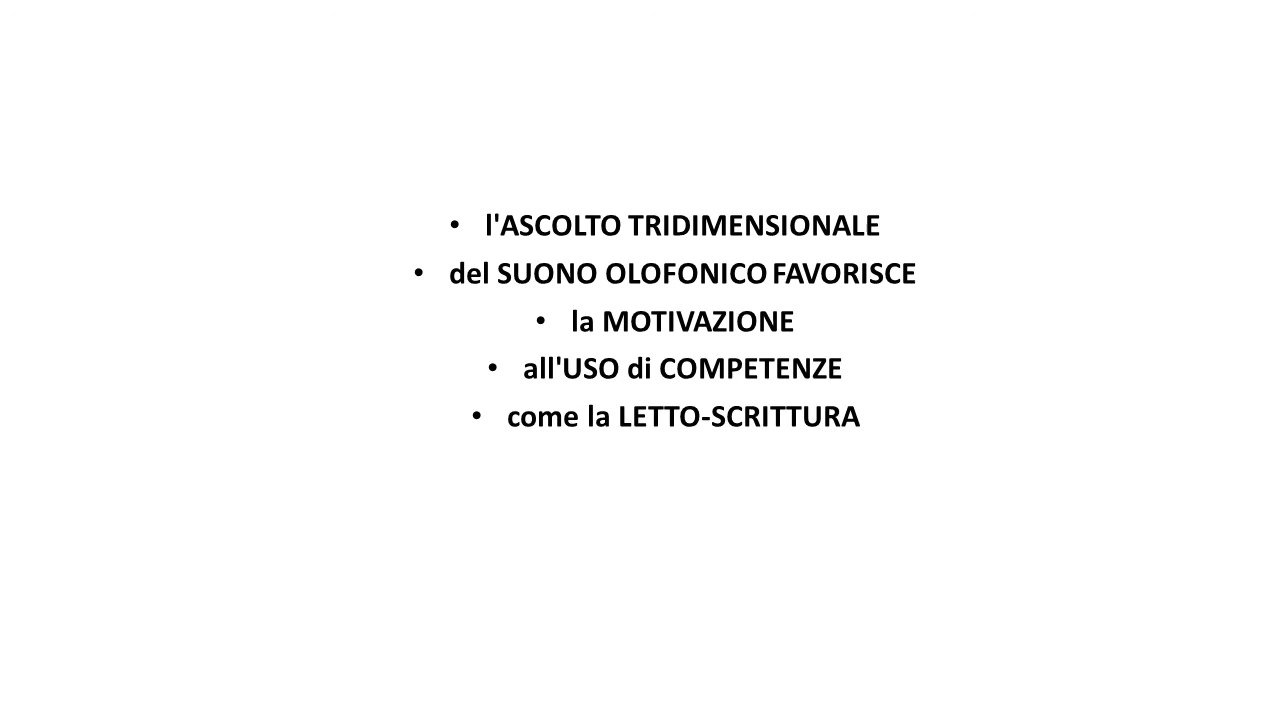 • l'ASCOLTO TRIDIMENSIONALE
• del SUONO OLOFONICO FAVORISCE
• la MOTIVAZIONE
• all'USO di COMPETENZE
• come la LETTO-SCRITTURA